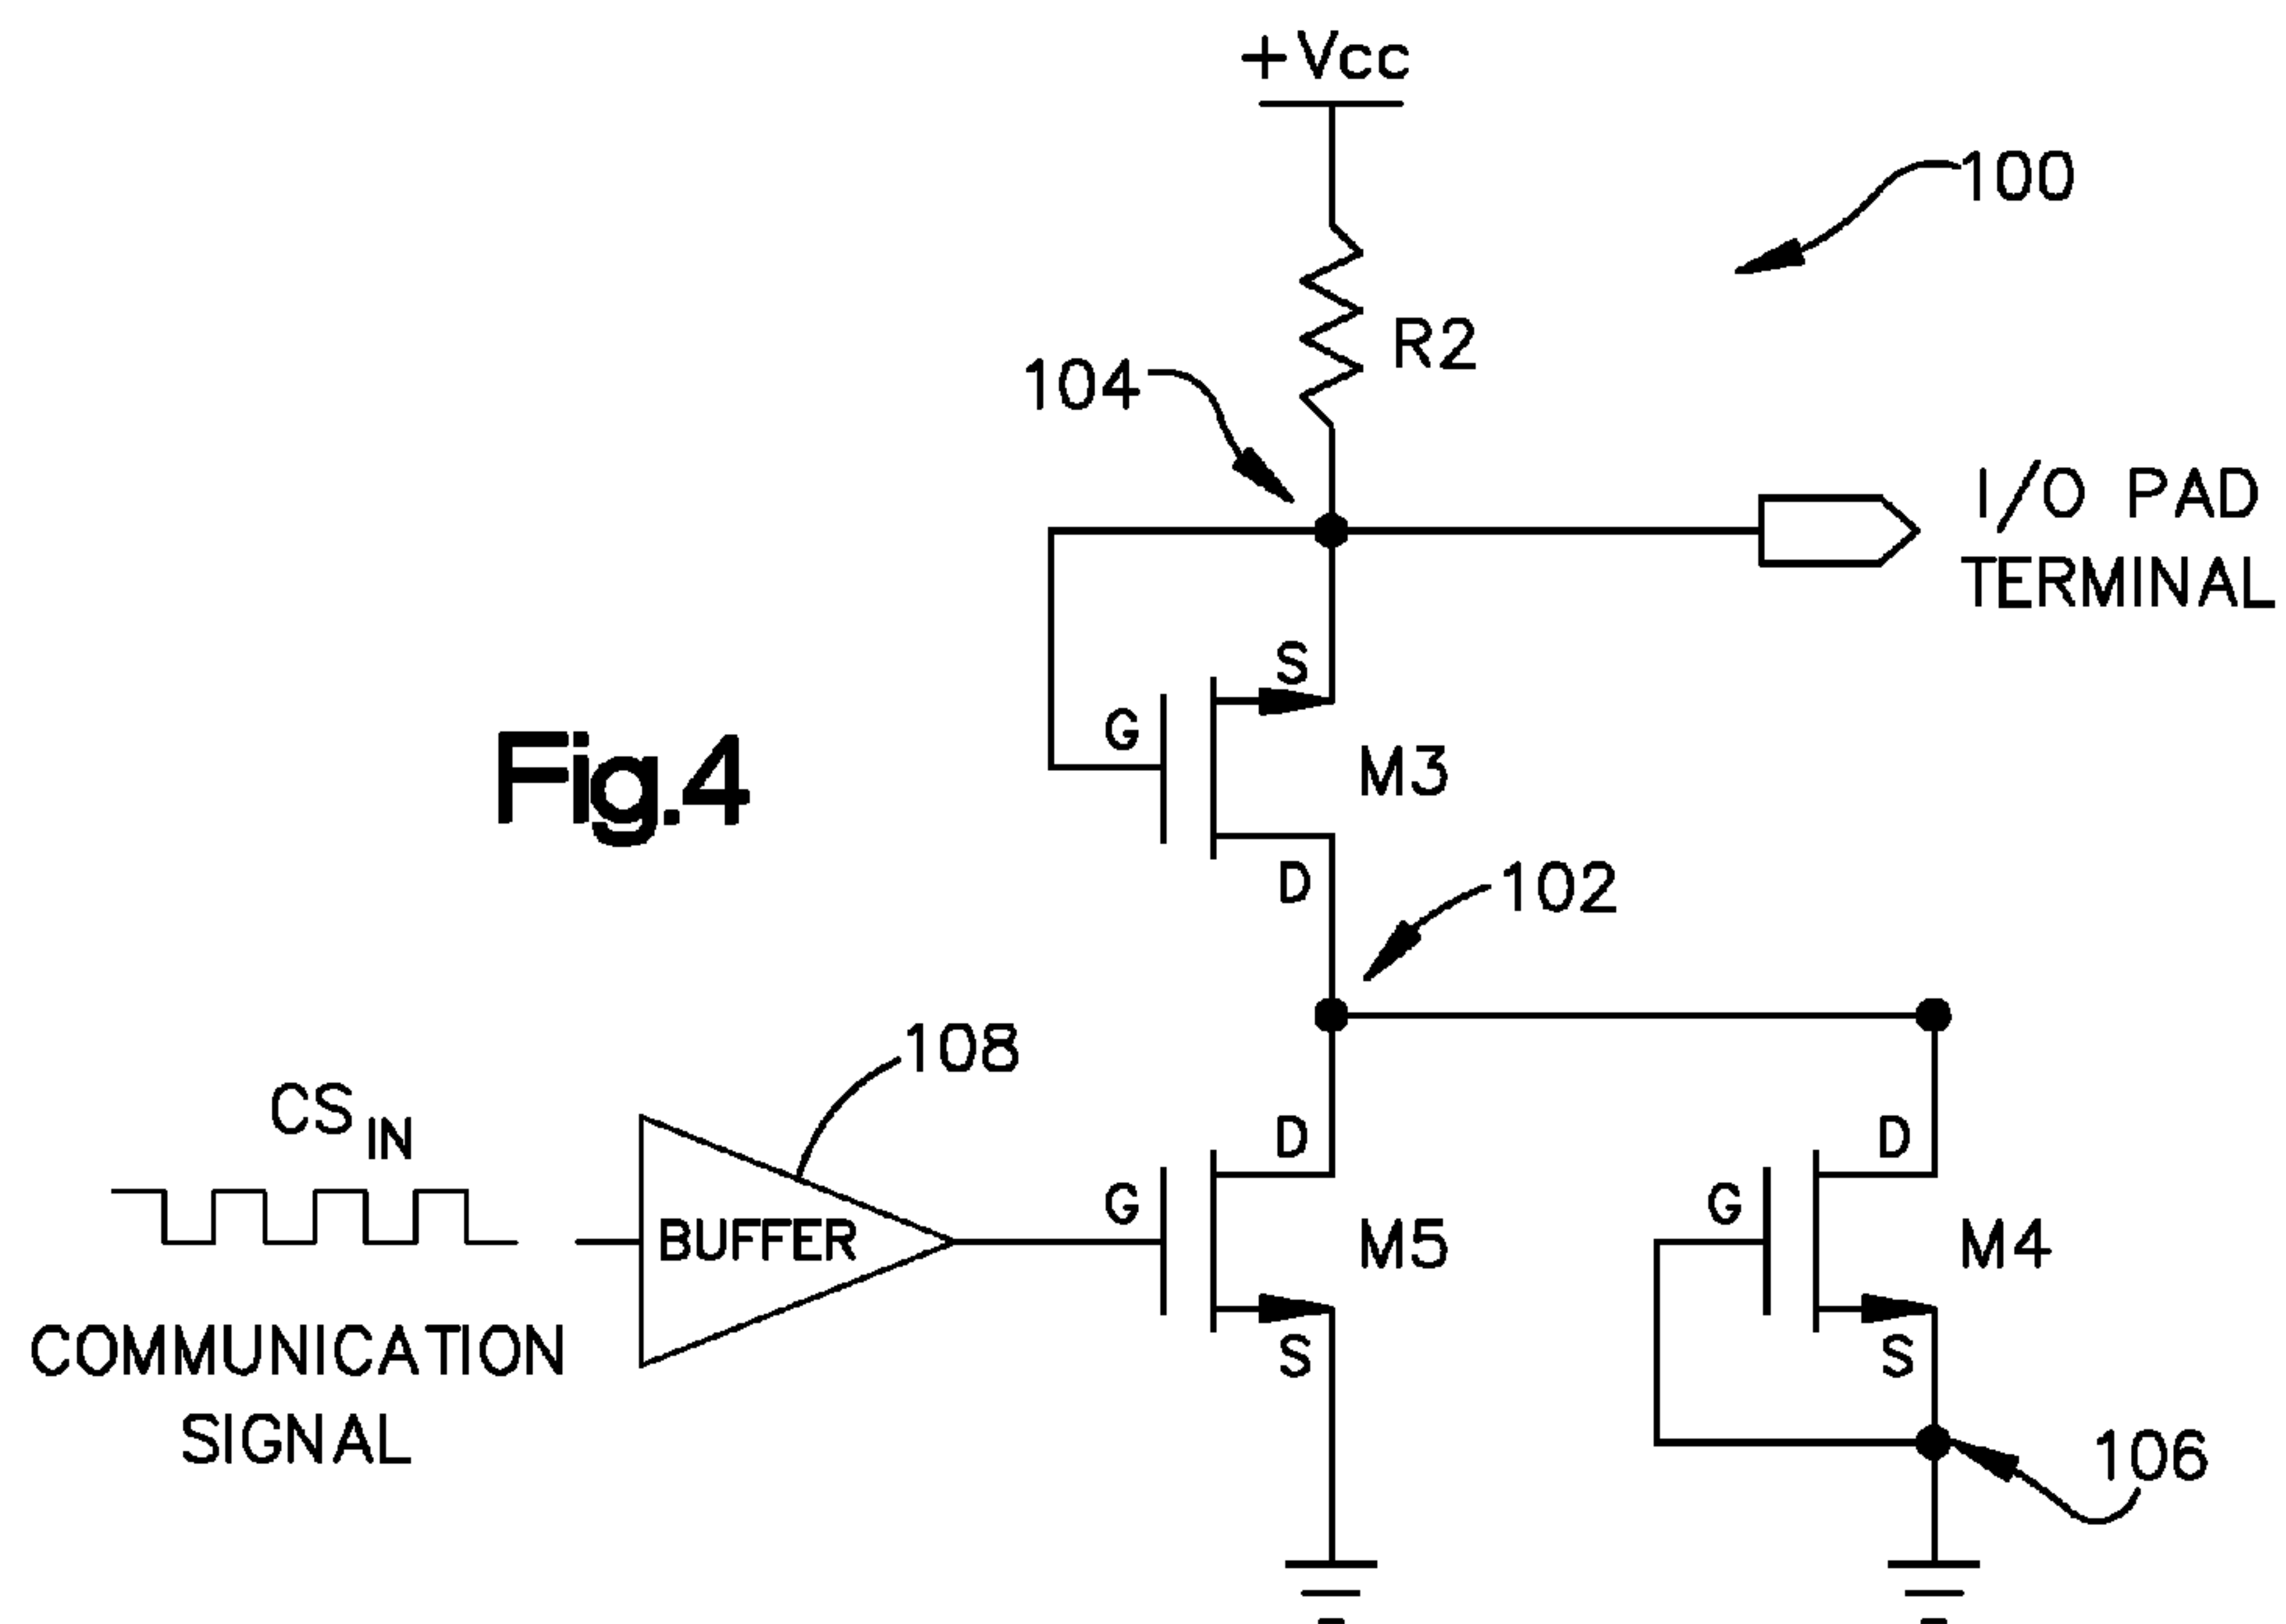 +Vcc
100
R2
104
I/O PAD
TERMINAL
S
G
M3
Fig.4
D
102
108
CS IN
D
D
G
G
BUFFER
M5
M4
S
S
COMMUNICATION
SIGNAL
106